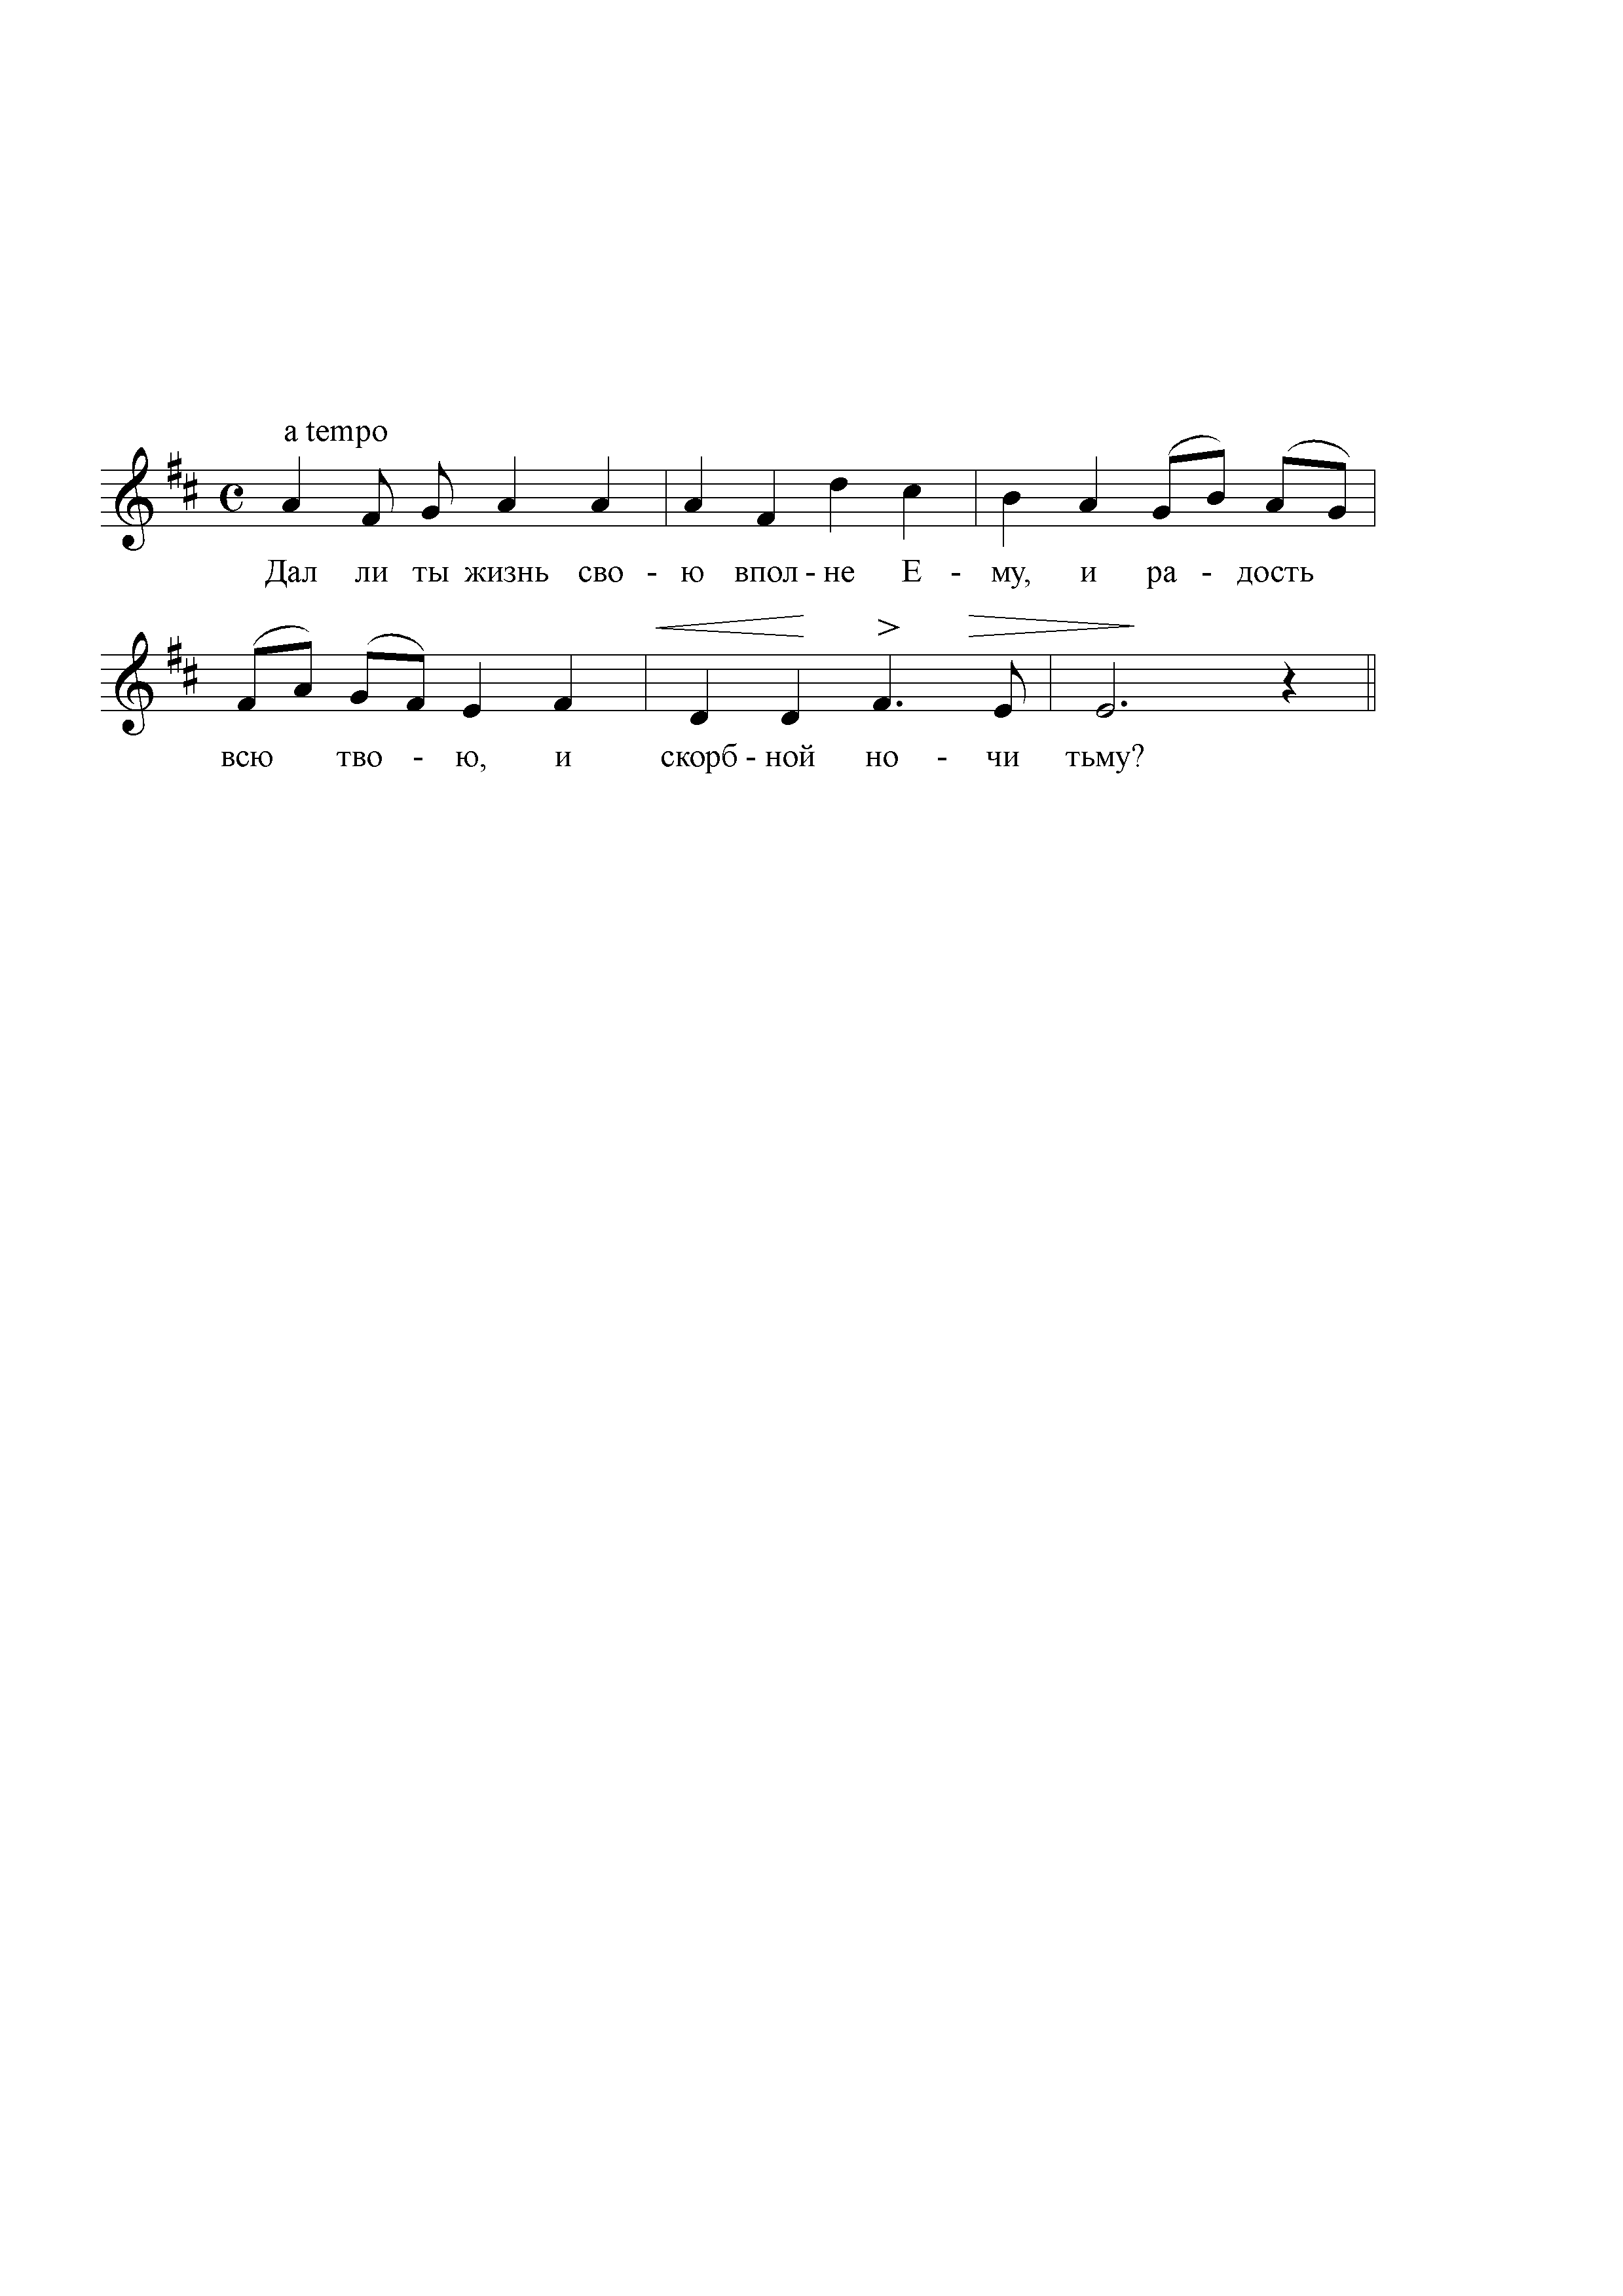 a tempo
Дал ли ты жизнь сво - ю впол - не Е - му, и ра - дость
всю тво - ю, и скорб - ной но - чи тьму?